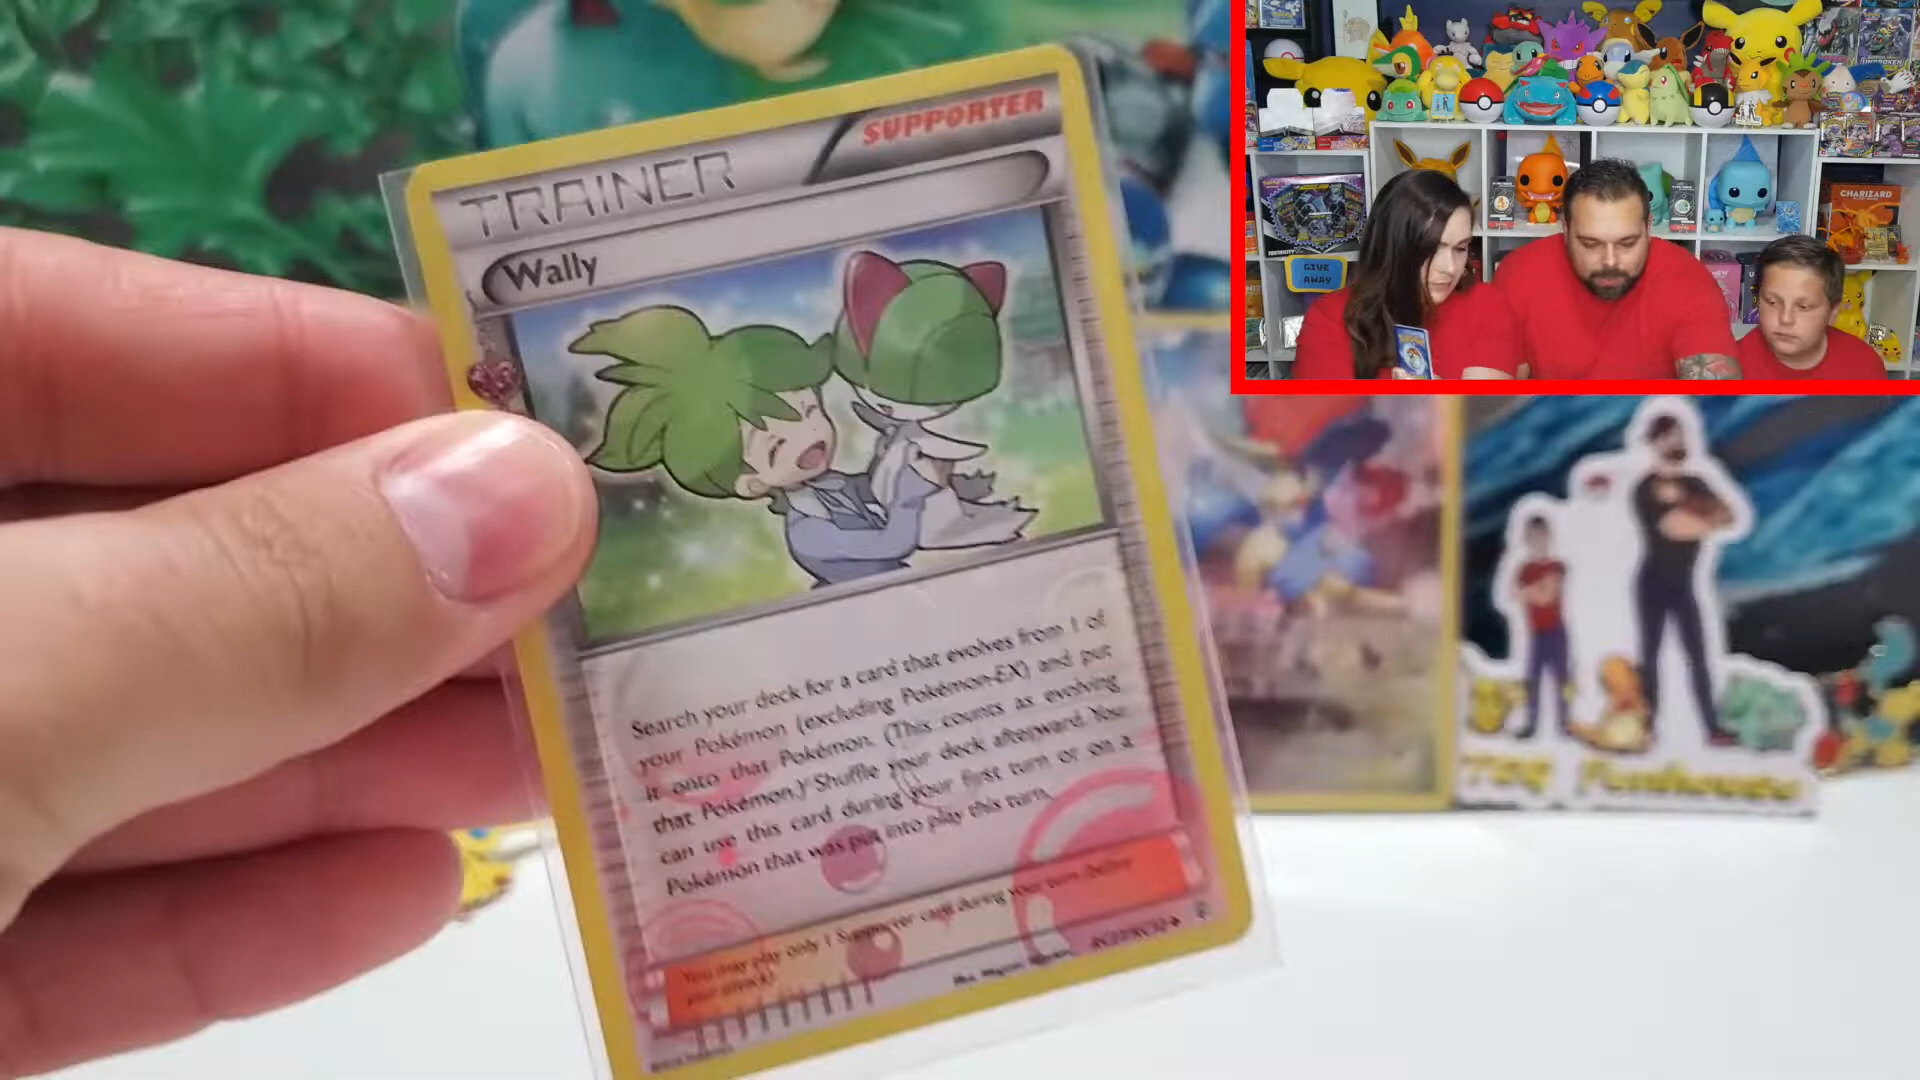 SUPPORTER
TRAINER
Wally
Search your deck for a card that evolves from 1 of
your Pokémon (excluding Pokémon-EX) and put
it onto that Pokémon. (This counts as evolving
that Pokémon.) Shuffle your deck afterward. You
can use this card during your first turn or on a
Pokémon that was put into play this turn.
You may play only 1 Supporter card during your turn (before
your attack).
GIVE
AWAY
CHARIZARD